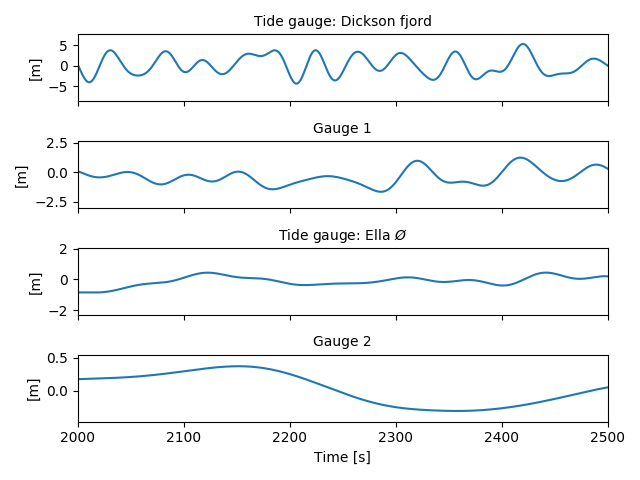 Tide gauge: Dickson fjord
5
0
−5
[m]
Gauge 1
2.5
0.0
−2.5
[m]
Tide gauge: Ella Ø
2
0
−2
[m]
Gauge 2
0.5
0.0
[m]
2000 2100 2200 2300 2400 2500
Time [s]